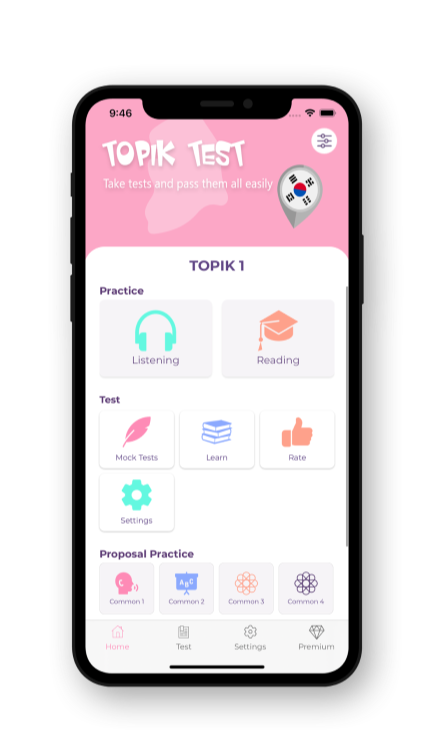 9:46
TOPIK TEST
Take tests and pass them all easily
TOPIK 1
Practice
Listening
Reading
Test
Mock Tests
Learn
Rate
Settings
Proposal Practice
A B C
Common 1
Common 2
Common 3
Common 4
Home
Test
Settings
Premium